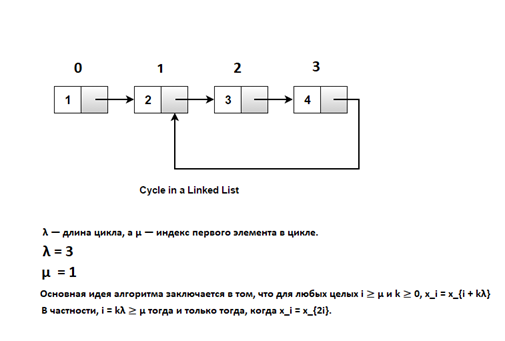 0 1 2 3
1 2 3 4
Cycle in a Linked List
λ — длина цикла, а μ — индекс первого элемента в цикле.
λ = 3
μ = 1
Основная идея алгоритма заключается в том, что для любых целых i ≥ μ и k ≥ 0, x_i = x_{i + kλ}
В частности, i = kλ ≥ μ тогда и только тогда, когда x_i = x_{2i}.